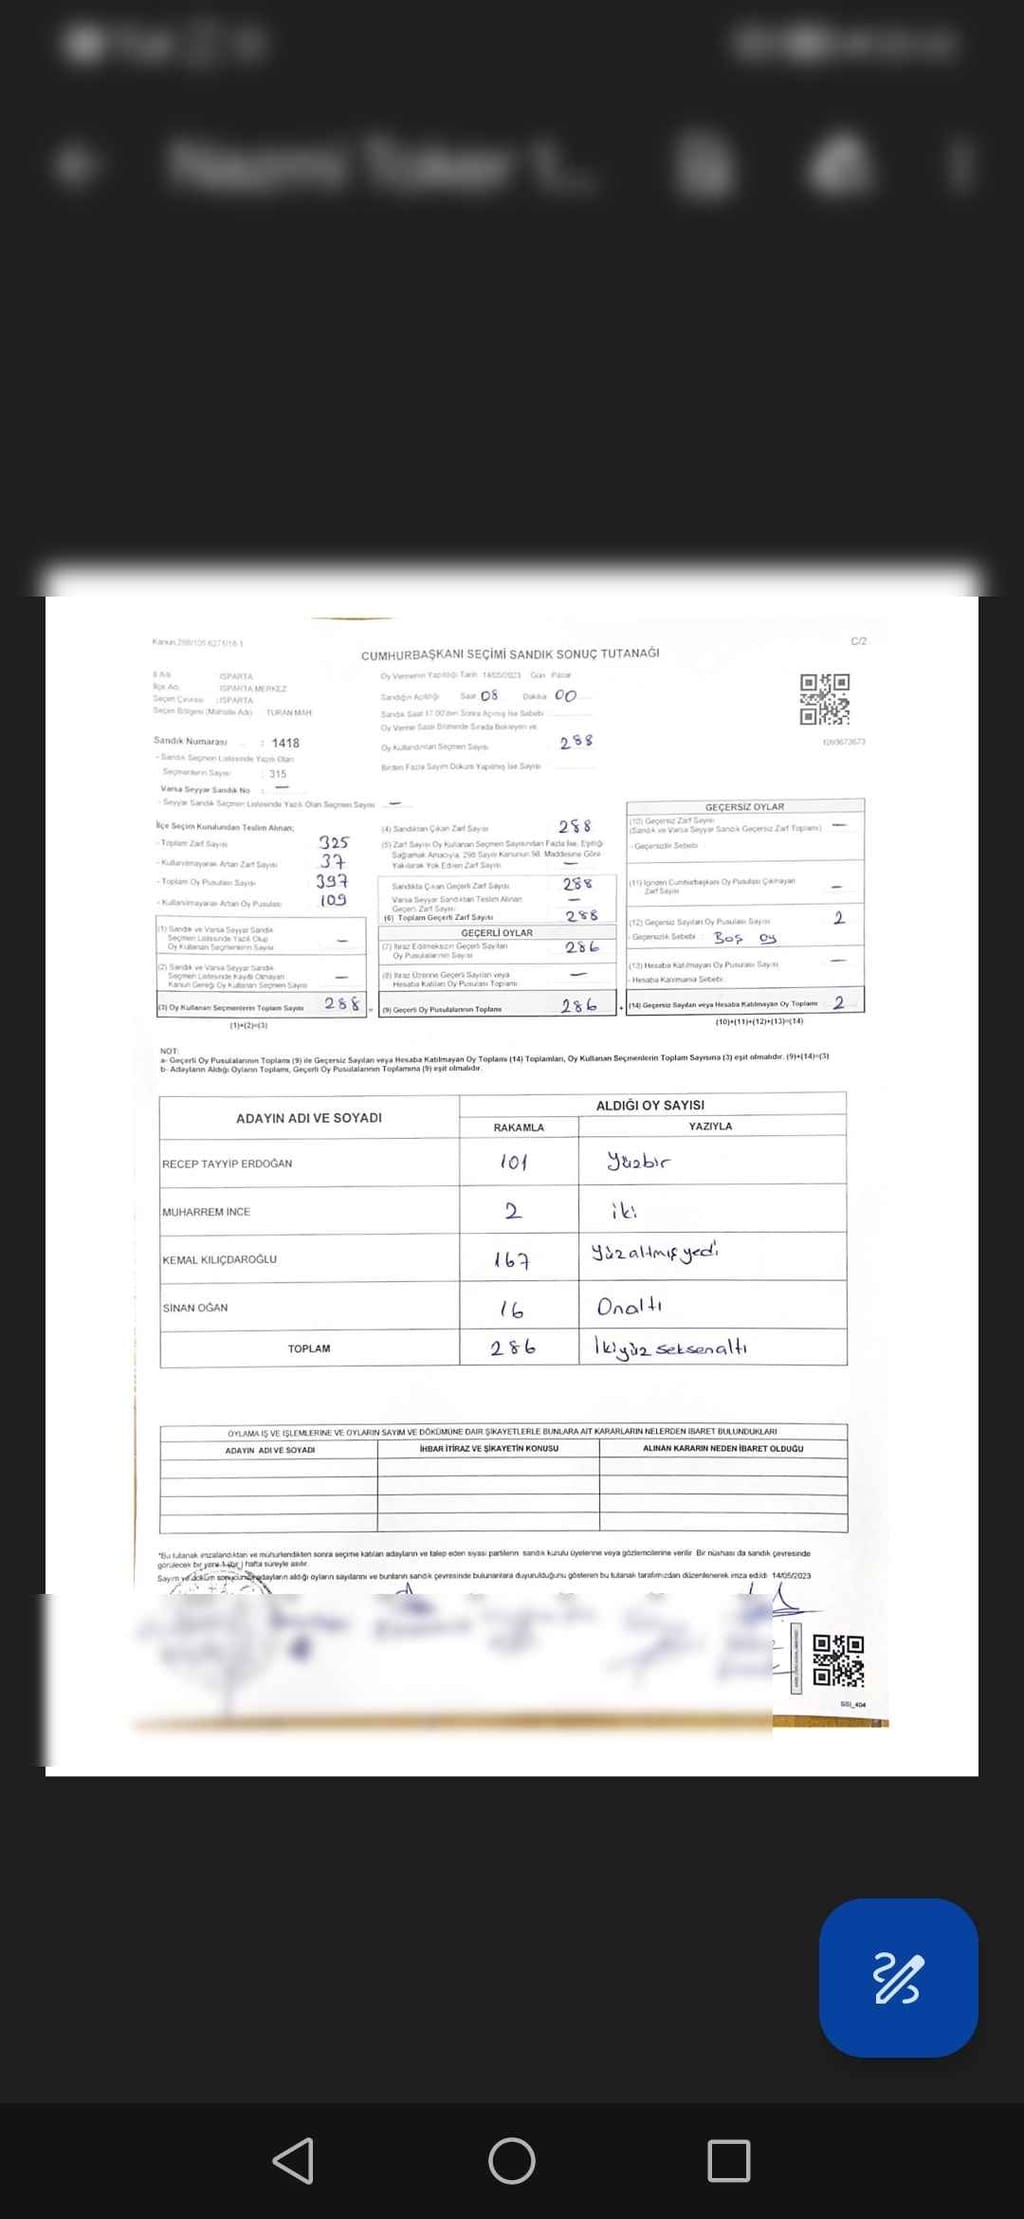 Kanun 298/105 6271/18-1
C/2
CUMHURBAŞKANI SEÇİMİ SANDIK SONUÇ TUTANAĞI
İl Adı ISPARTA
İlçe Adı ISPARTA MERKEZ
Seçim Çevresi : ISPARTA
Seçim Bölgesi (Mahalle Adı) TURAN MAH
Oy Vermenin Yapıldığı Tarih 14/05/2023 Gün Pazar
Sandığın Açıldığı Saat 08 Dakika 00
Sandık Saat 17.00'den Sonra Açılmış İse Sebebi
Oy Verme Saati Bitiminde Sırada Bekleyen ve
Oy Kullandırılan Seçmen Sayısı 288
Birden Fazla Sayım Döküm Yapılmış İse Sayısı
1269673673
Sandık Numarası : 1418
- Sandık Seçmen Listesinde Yazılı Olan
Seçmenlerin Sayısı : 315
Varsa Seyyar Sandık No : —
- Seyyar Sandık Seçmen Listesinde Yazılı Olan Seçmen Sayısı —
İlçe Seçim Kurulundan Teslim Alınan;
- Toplam Zarf Sayısı 325
- Kullanılmayarak Artan Zarf Sayısı 37
- Toplam Oy Pusulası Sayısı 397
- Kullanılmayarak Artan Oy Pusulası 109
(1) Sandık ve Varsa Seyyar Sandık
Seçmen Listesinde Yazılı Olup
Oy Kullanan Seçmenlerin Sayısı —
(2) Sandık ve Varsa Seyyar Sandık
Seçmen Listesinde Kayıtlı Olmayan
Kanun Gereği Oy Kullanan Seçmen Sayısı —
(3) Oy Kullanan Seçmenlerin Toplam Sayısı 288 =
(1)+(2)=(3)
(4) Sandıktan Çıkan Zarf Sayısı 288
(5) Zarf Sayısı Oy Kullanan Seçmen Sayısından Fazla İse, Eşitliği
Sağlamak Amacıyla, 298 Sayılı Kanunun 98. Maddesine Göre
Yakılarak Yok Edilen Zarf Sayısı —
Sandıkta Çıkan Geçerli Zarf Sayısı 288
Varsa Seyyar Sandıktan Teslim Alınan
Geçerli Zarf Sayısı —
(6) Toplam Geçerli Zarf Sayısı 288
GEÇERLİ OYLAR
(7) İtiraz Edilmeksizin Geçerli Sayılan
Oy Pusulalarının Sayısı 286
(8) İtiraz Üzerine Geçerli Sayılan veya
Hesaba Katılan Oy Pusulası Toplamı —
(9) Geçerli Oy Pusulalarının Toplamı 286 +
GEÇERSİZ OYLAR
(10) Geçersiz Zarf Sayısı
(Sandık ve Varsa Seyyar Sandık Geçersiz Zarf Toplamı) —
- Geçersizlik Sebebi
(11) İçinden Cumhurbaşkanı Oy Pusulası Çıkmayan
Zarf Sayısı —
(12) Geçersiz Sayılan Oy Pusulası Sayısı 2
- Geçersizlik Sebebi : Boş oy
(13) Hesaba Katılmayan Oy Pusulası Sayısı —
- Hesaba Katılmama Sebebi
(14) Geçersiz Sayılan veya Hesaba Katılmayan Oy Toplamı 2
(10)+(11)+(12)+(13)=(14)
NOT:
a- Geçerli Oy Pusulalarının Toplamı (9) ile Geçersiz Sayılan veya Hesaba Katılmayan Oy Toplamı (14) Toplamları, Oy Kullanan Seçmenlerin Toplam Sayısına (3) eşit olmalıdır. (9)+(14)=(3)
b- Adayların Aldığı Oyların Toplamı, Geçerli Oy Pusulalarının Toplamına (9) eşit olmalıdır.
ADAYIN ADI VE SOYADI
ALDIĞI OY SAYISI
RAKAMLA YAZIYLA
RECEP TAYYİP ERDOĞAN 101 Yüzbir
MUHARREM İNCE 2 iki
KEMAL KILIÇDAROĞLU 167 Yüzaltmışyedi
SİNAN OĞAN 16 Onaltı
TOPLAM 286 İkiyüz seksenaltı
OYLAMA İŞ VE İŞLEMLERİNE VE OYLARIN SAYIM VE DÖKÜMÜNE DAİR ŞİKAYETLERLE BUNLARA AİT KARARLARIN NELERDEN İBARET BULUNDUKLARI
ADAYIN ADI VE SOYADI İHBAR İTİRAZ VE ŞİKAYETİN KONUSU ALINAN KARARIN NEDEN İBARET OLDUĞU
*Bu tutanak imzalandıktan ve mühürlendikten sonra seçime katılan adayların ve talep eden siyasi partilerin sandık kurulu üyelerine veya gözlemcilerine verilir. Bir nüshası da sandık çevresinde
görülecek bir yere 1 (bir) hafta süreyle asılır.
Sayım ve döküm sonucunda adayların aldığı oyların sayılarını ve bunların sandık çevresinde bulunanlara duyurulduğunu gösteren bu tutanak tarafımızdan düzenlenerek imza edildi 14/05/2023
SSI_404